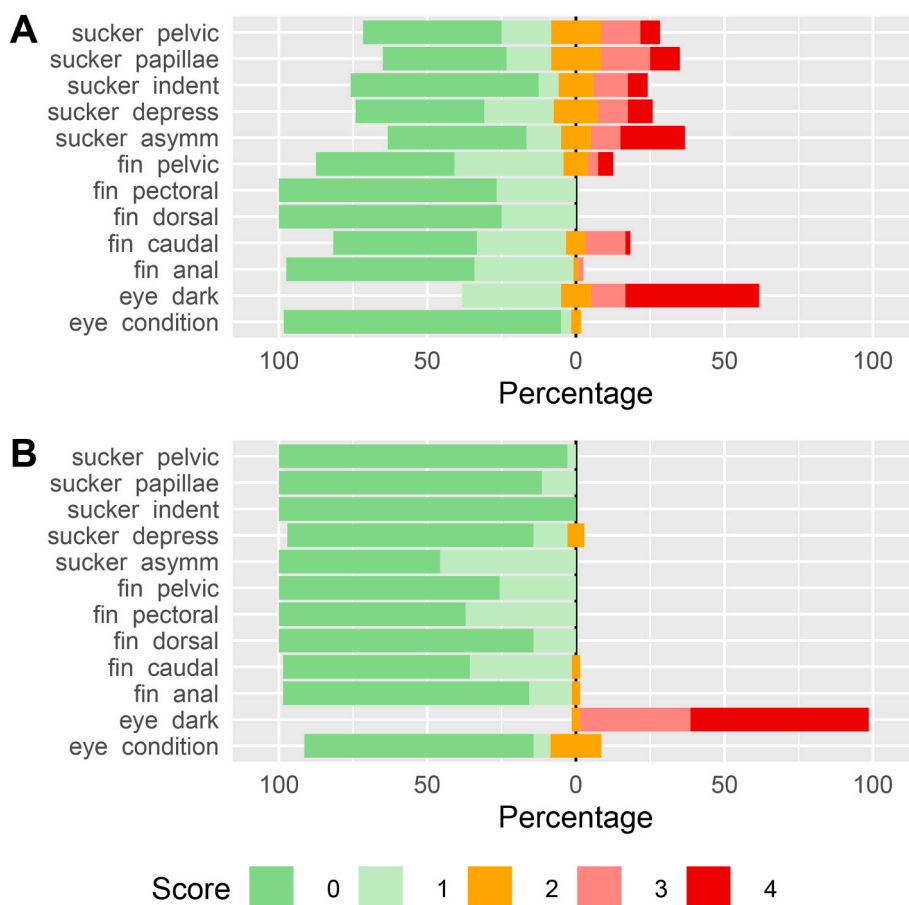 A
sucker pelvic
sucker papillae
sucker indent
sucker depress
sucker asymm
fin pelvic
fin pectoral
fin dorsal
fin caudal
fin anal
eye dark
eye condition
100 50 0 50 100
Percentage
B
sucker pelvic
sucker papillae
sucker indent
sucker depress
sucker asymm
fin pelvic
fin pectoral
fin dorsal
fin caudal
fin anal
eye dark
eye condition
100 50 0 50 100
Percentage
Score 0 1 2 3 4